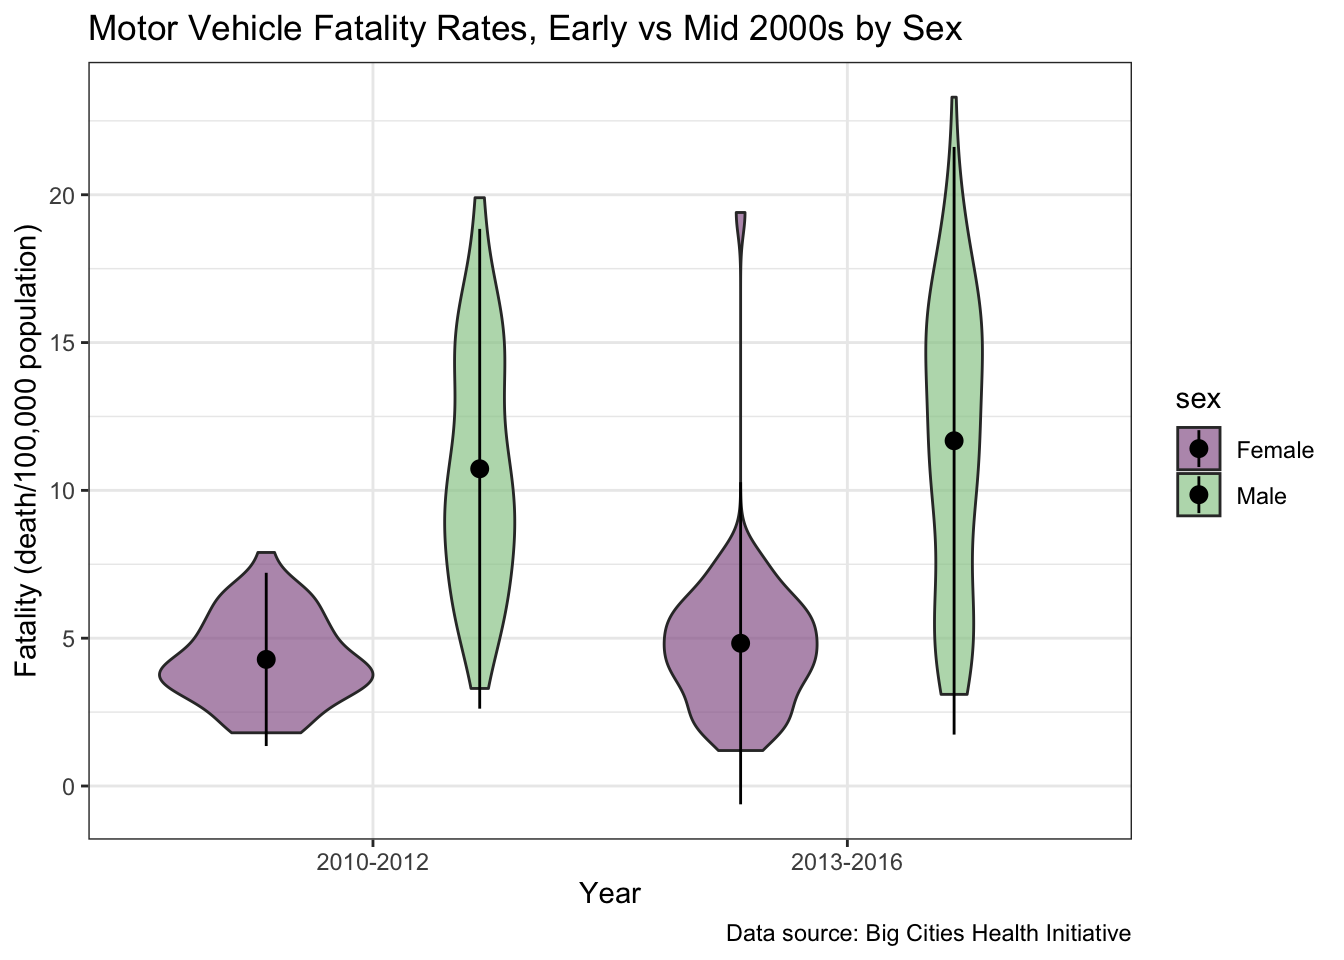 Motor Vehicle Fatality Rates, Early vs Mid 2000s by Sex
Fatality (death/100,000 population)
20
15
10
5
0
2010-2012
2013-2016
Year
sex
Female
Male
Data source: Big Cities Health Initiative